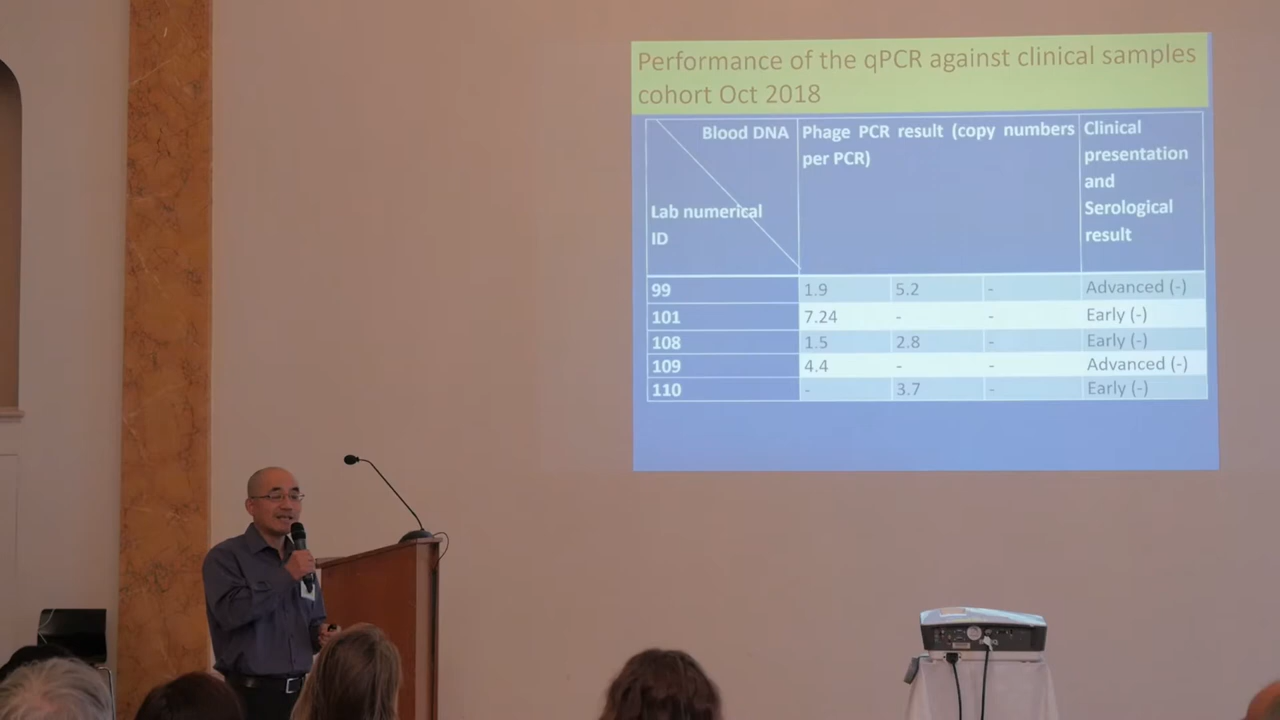 Performance of the qPCR against clinical samples
cohort Oct 2018
Blood DNA
Lab numerical
ID
Phage PCR result (copy numbers
per PCR)
Clinical
presentation
and
Serological
result
99 1.9 5.2 - Advanced (-)
101 7.24 - - Early (-)
108 1.5 2.8 - Early (-)
109 4.4 - - Advanced (-)
110 - 3.7 - Early (-)